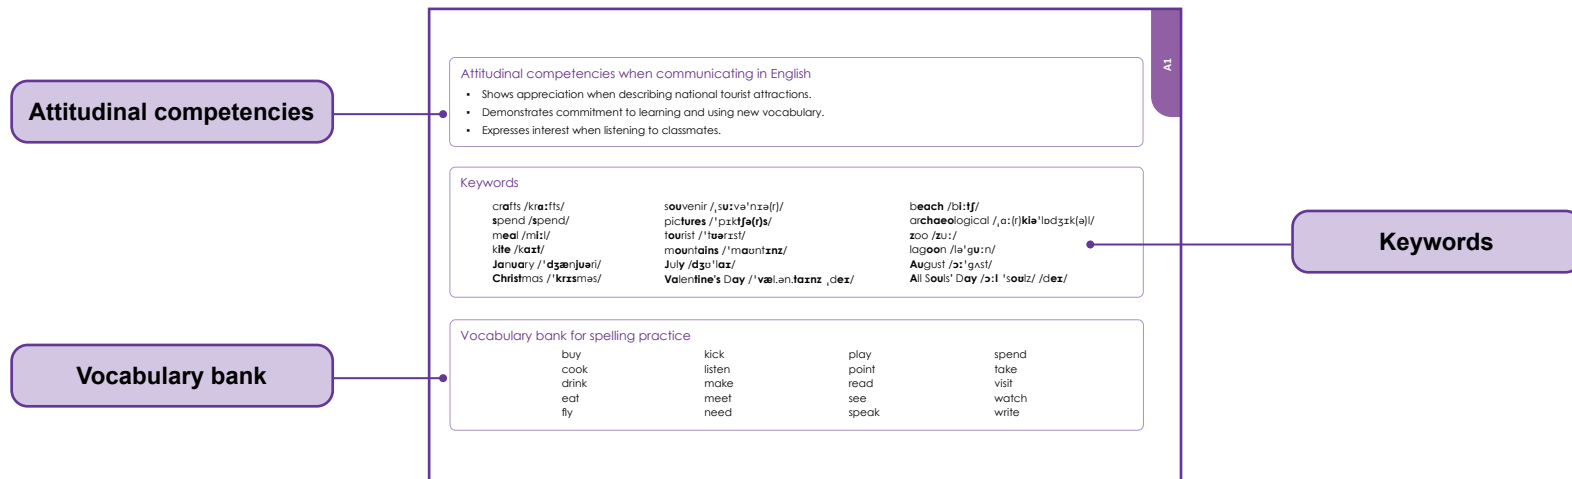 A1
Attitudinal competencies
Attitudinal competencies when communicating in English
• Shows appreciation when describing national tourist attractions.
• Demonstrates commitment to learning and using new vocabulary.
• Expresses interest when listening to classmates.
Keywords
Keywords
crafts /krɑːfts/
spend /spend/
meal /miːl/
kite /kaɪt/
January /ˈdʒænjuəri/
Christmas /ˈkrɪsməs/
souvenir /ˌsuːvəˈnɪə(r)/
pictures /ˈpɪktʃə(r)s/
tourist /ˈtʊərɪst/
mountains /ˈmaʊntɪnz/
July /dʒʊˈlaɪ/
Valentine's Day /ˈvæl.ən.taɪnz ˌdeɪ/
beach /biːtʃ/
archaeological /ˌɑː(r)kiəˈlɒdʒɪk(ə)l/
zoo /zuː/
lagoon /ləˈguːn/
August /ɔːˈgʌst/
All Souls' Day /ɔːl ˈsoʊlz/ /deɪ/
Vocabulary bank
Vocabulary bank for spelling practice
buy
cook
drink
eat
fly
kick
listen
make
meet
need
play
point
read
see
speak
spend
take
visit
watch
write